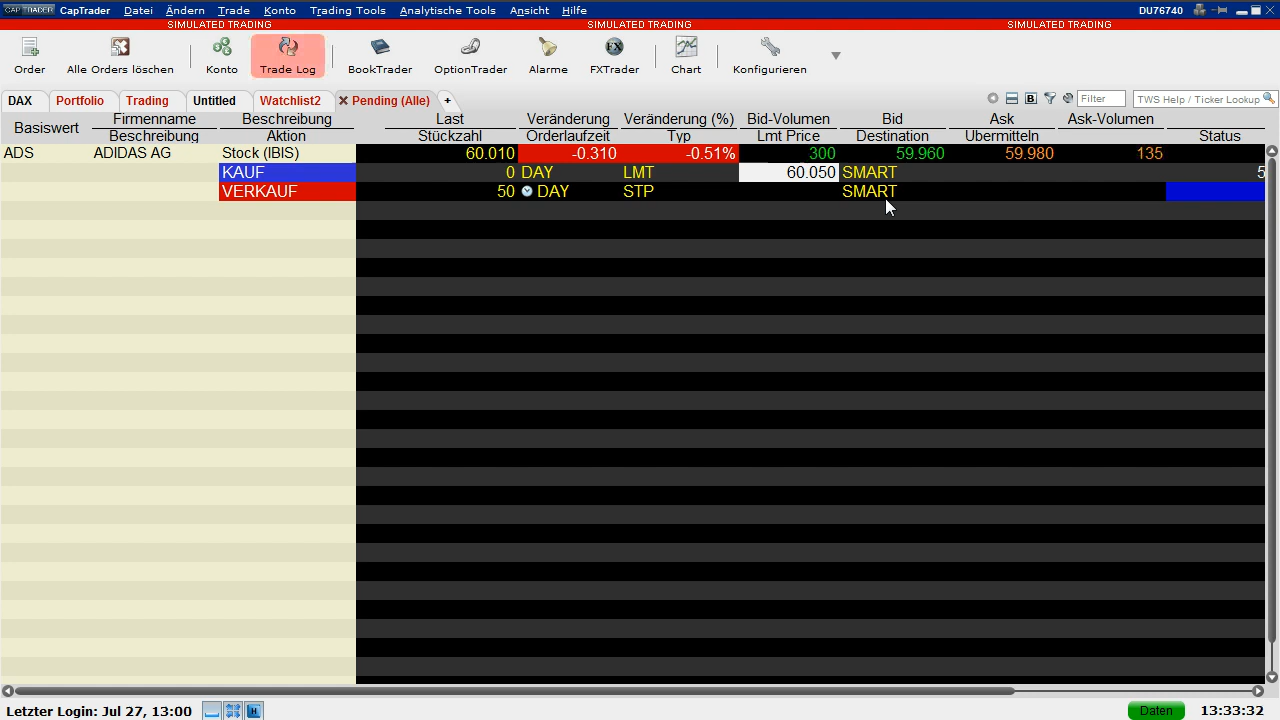 CAPTRADER CapTrader Datei Ändern Trade Konto Trading Tools Analytische Tools Ansicht Hilfe DU76740
SIMULATED TRADING SIMULATED TRADING SIMULATED TRADING
Order Alle Orders löschen Konto Trade Log BookTrader OptionTrader Alarme FX FXTrader Chart Konfigurieren
DAX Portfolio Trading Untitled Watchlist2 Pending (Alle) + B Filter TWS Help / Ticker Lookup
Basiswert Firmenname Beschreibung Last Veränderung Veränderung (%) Bid-Volumen Bid Ask Ask-Volumen
Beschreibung Aktion Stückzahl Orderlaufzeit Typ Lmt Price Destination Übermitteln Status
ADS ADIDAS AG Stock (IBIS) 60.010 -0.310 -0.51% 300 59.960 59.980 135
KAUF 0 DAY LMT 60.050 SMART 5
VERKAUF 50 DAY STP SMART
Letzter Login: Jul 27, 13:00 H Daten 13:33:32